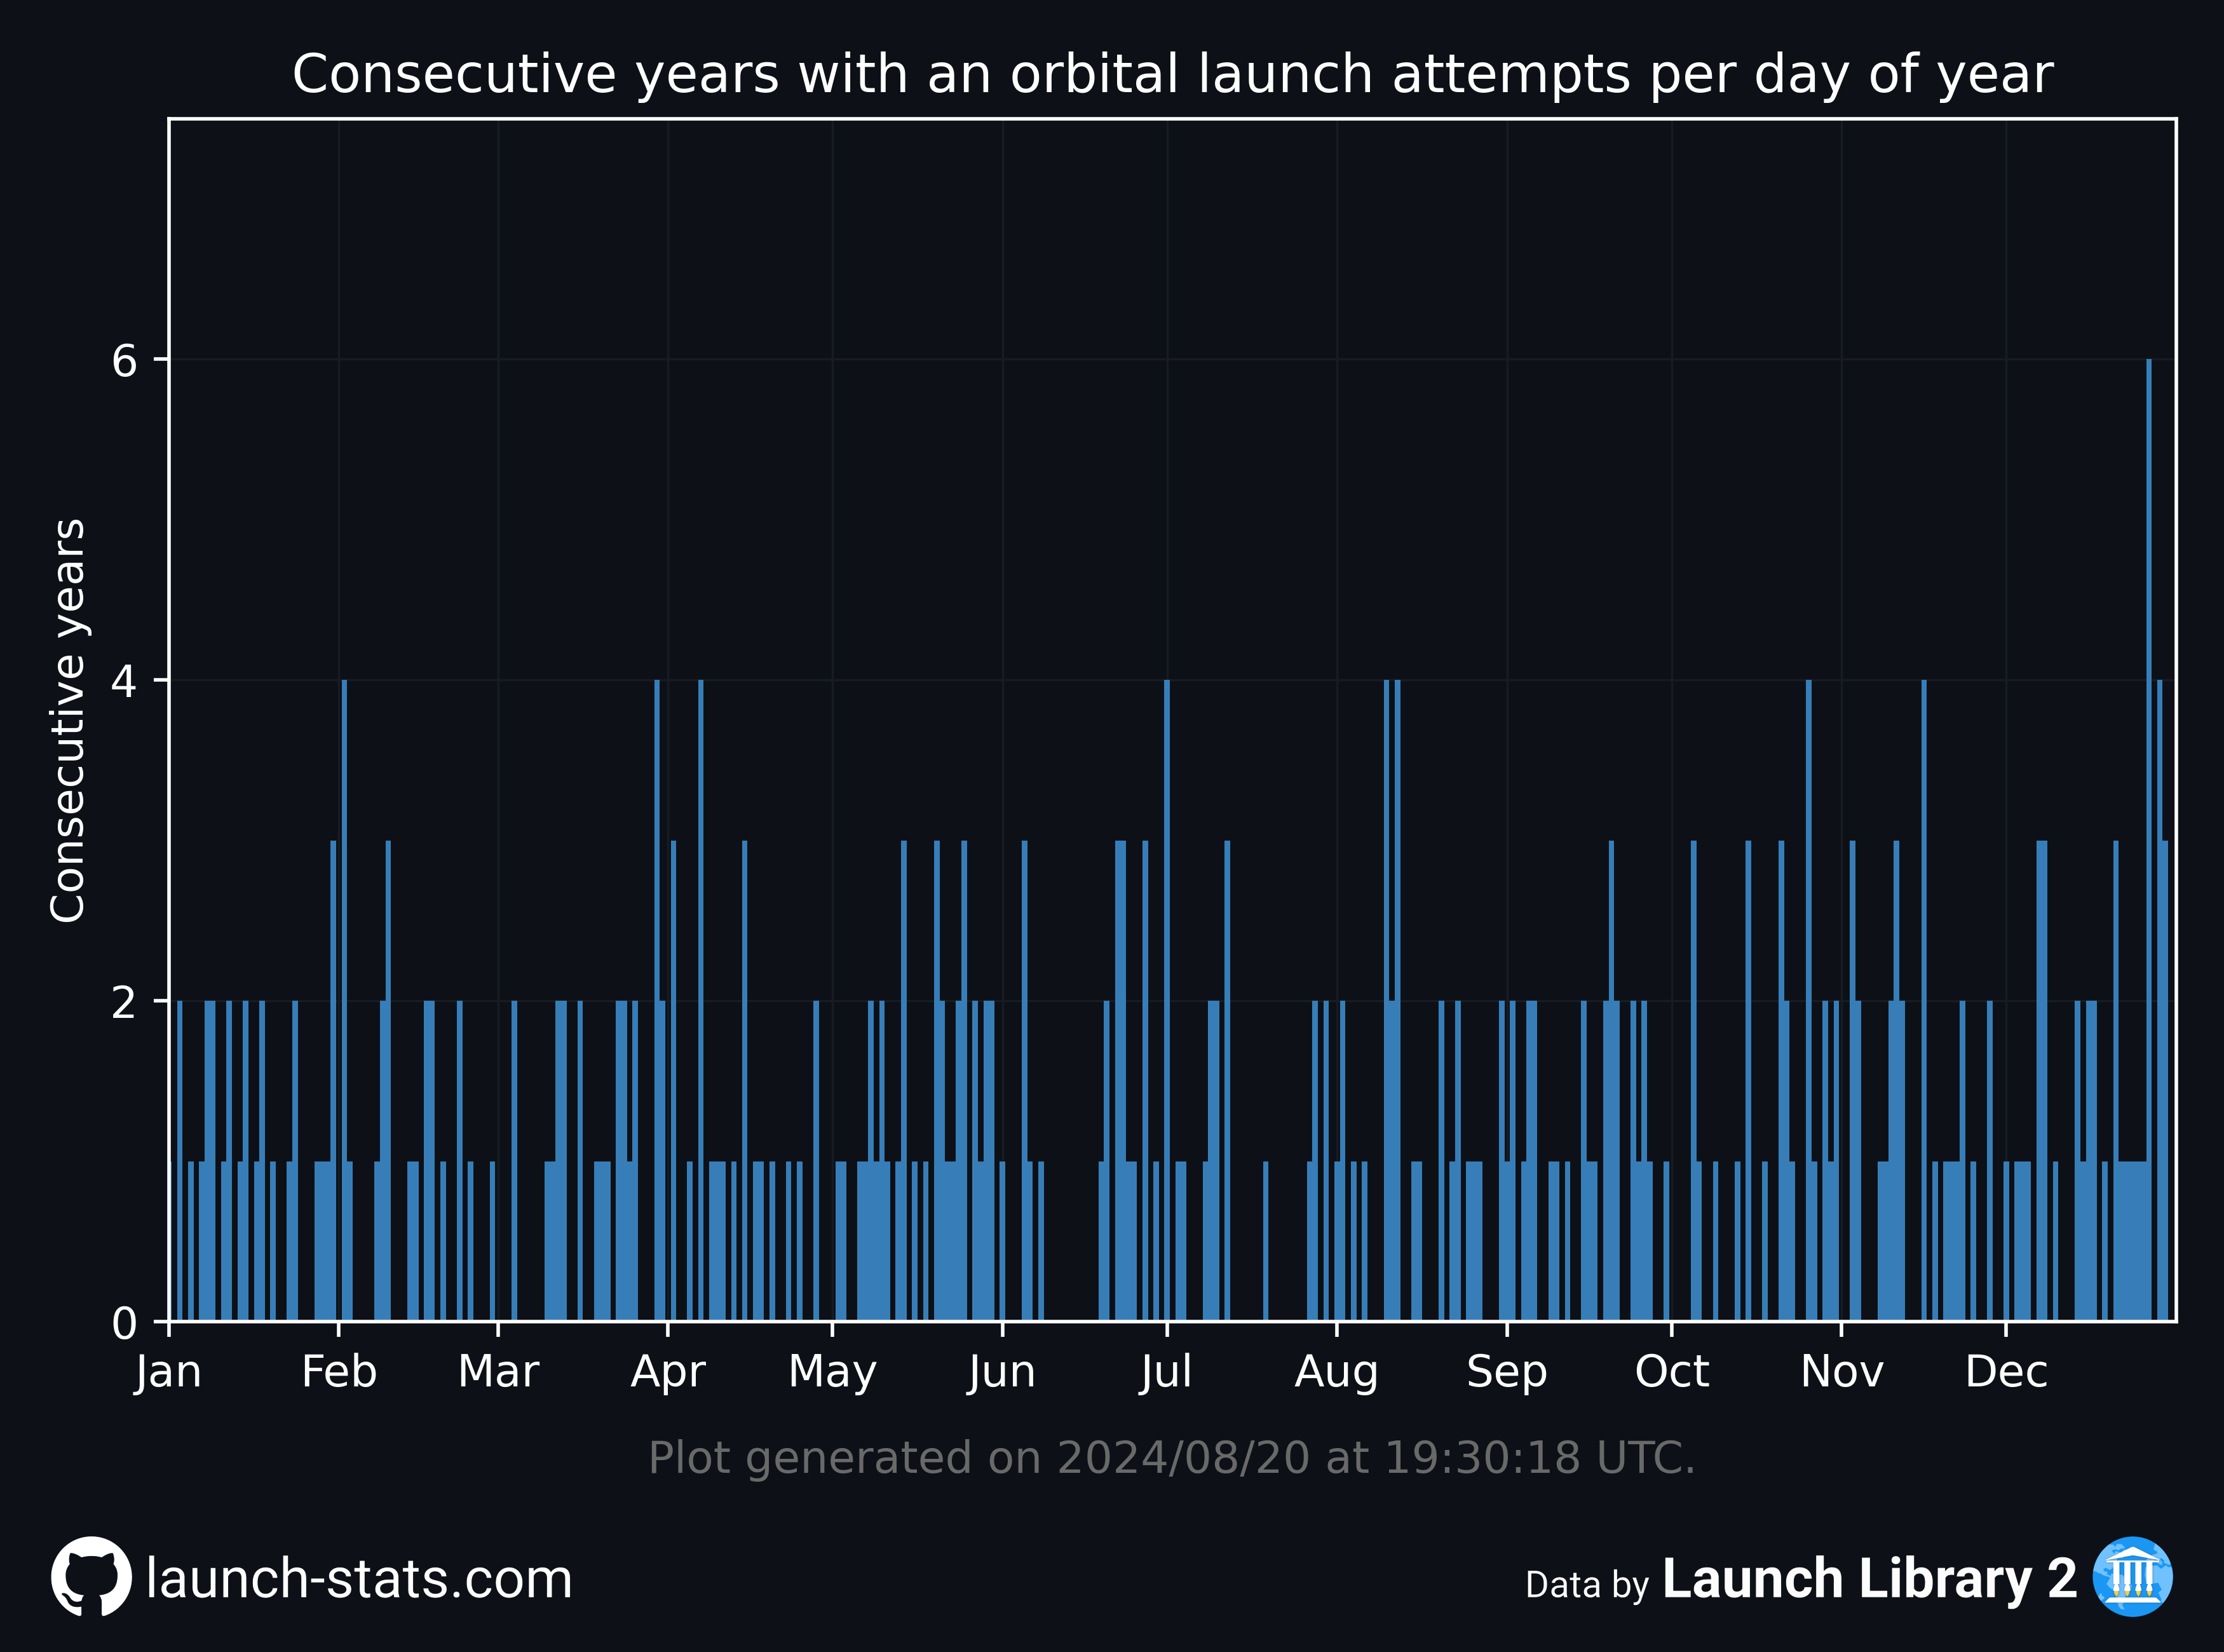 Consecutive years with an orbital launch attempts per day of year
Consecutive years
6
4
2
0
Jan Feb Mar Apr May Jun Jul Aug Sep Oct Nov Dec
Plot generated on 2024/08/20 at 19:30:18 UTC.
launch-stats.com
Data by Launch Library 2